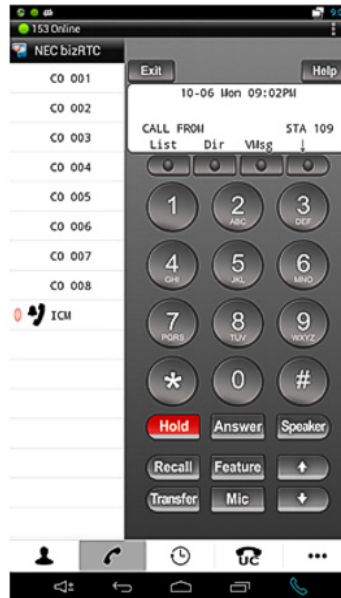 153 Online
NEC bizRTC
CO 001
CO 002
CO 003
CO 004
CO 005
CO 006
CO 007
CO 008
ICM
Exit
Help
10-06 Mon 09:02PM
CALL FROM STA 109
List Dir VMsg ↓
1
2 ABC
3 DEF
4 GHI
5 JKL
6 MNO
7 PQRS
8 TUV
9 WXYZ
* 0 #
Hold Answer Speaker
Recall Feature
Transfer Mic
UC